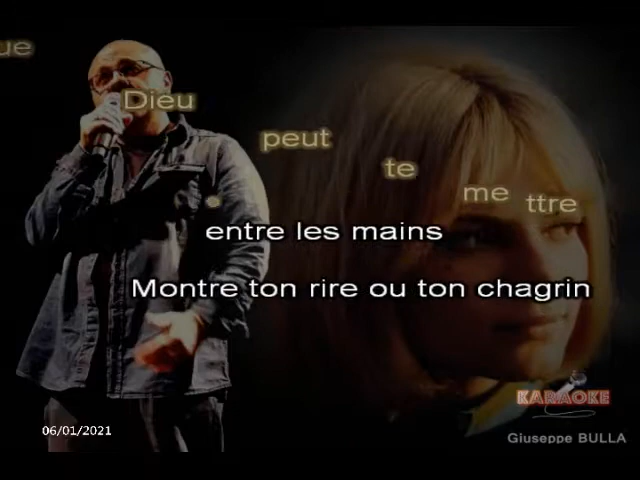 ue Dieu peut te me ttre
entre les mains
Montre ton rire ou ton chagrin
KARAOKE
06/01/2021
Giuseppe BULLA